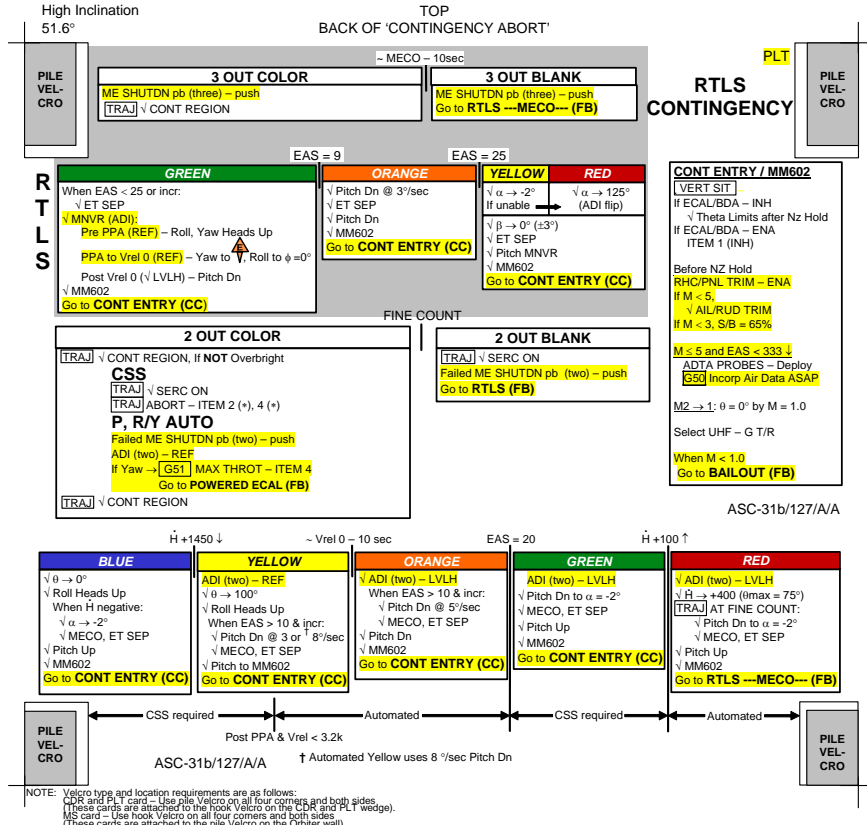 High Inclination
51.6°
TOP
BACK OF 'CONTINGENCY ABORT'
PLT
PILE
VEL-
CRO
~ MECO – 10sec
3 OUT COLOR
ME SHUTDN pb (three) – push
TRAJ √ CONT REGION
3 OUT BLANK
ME SHUTDN pb (three) – push
Go to RTLS ---MECO--- (FB)
RTLS
CONTINGENCY
PILE
VEL-
CRO
R
T
L
S
EAS = 9
EAS = 25
GREEN
When EAS < 25 or incr:
√ ET SEP
√ MNVR (ADI):
Pre PPA (REF) – Roll, Yaw Heads Up
PPA to Vrel 0 (REF) – Yaw to E, Roll to ϕ =0°
Post Vrel 0 (√ LVLH) – Pitch Dn
√ MM602
Go to CONT ENTRY (CC)
ORANGE
√ Pitch Dn @ 3°/sec
√ ET SEP
√ Pitch Dn
√ MM602
Go to CONT ENTRY (CC)
YELLOW RED
√ α → -2° √ α → 125°
If unable → (ADI flip)
√ β → 0° (±3°)
√ ET SEP
√ Pitch MNVR
√ MM602
Go to CONT ENTRY (CC)
CONT ENTRY / MM602
VERT SIT
If ECAL/BDA – INH
√ Theta Limits after Nz Hold
If ECAL/BDA – ENA
ITEM 1 (INH)
Before NZ Hold
RHC/PNL TRIM – ENA
If M < 5,
√ AIL/RUD TRIM
If M < 3, S/B = 65%
M ≤ 5 and EAS < 333 ↓
ADTA PROBES – Deploy
G50 Incorp Air Data ASAP
M2 → 1: θ = 0° by M = 1.0
Select UHF – G T/R
When M < 1.0
Go to BAILOUT (FB)
FINE COUNT
2 OUT COLOR
TRAJ √ CONT REGION, If NOT Overbright
CSS
TRAJ √ SERC ON
TRAJ ABORT – ITEM 2 (∗), 4 (∗)
P, R/Y AUTO
Failed ME SHUTDN pb (two) – push
ADI (two) – REF
If Yaw → G51 MAX THROT – ITEM 4
Go to POWERED ECAL (FB)
TRAJ √ CONT REGION
2 OUT BLANK
TRAJ √ SERC ON
Failed ME SHUTDN pb (two) – push
Go to RTLS (FB)
ASC-31b/127/A/A
Ḣ +1450 ↓
~ Vrel 0 – 10 sec
EAS = 20
Ḣ +100 ↑
BLUE
√ θ → 0°
√ Roll Heads Up
When Ḣ negative:
√ α → -2°
√ MECO, ET SEP
√ Pitch Up
√ MM602
Go to CONT ENTRY (CC)
YELLOW
ADI (two) – REF
√ θ → 100°
√ Roll Heads Up
When EAS > 10 & incr:
√ Pitch Dn @ 3 or † 8°/sec
√ MECO, ET SEP
√ Pitch to MM602
Go to CONT ENTRY (CC)
ORANGE
√ ADI (two) – LVLH
When EAS > 10 & incr:
√ Pitch Dn @ 5°/sec
√ MECO, ET SEP
√ Pitch Dn
√ MM602
Go to CONT ENTRY (CC)
GREEN
ADI (two) – LVLH
√ Pitch Dn to α = -2°
√ MECO, ET SEP
√ Pitch Up
√ MM602
Go to CONT ENTRY (CC)
RED
√ ADI (two) – LVLH
√ Ḣ → +400 (θmax = 75°)
TRAJ AT FINE COUNT:
√ Pitch Dn to α = -2°
√ MECO, ET SEP
√ Pitch Up
√ MM602
Go to RTLS ---MECO--- (FB)
PILE
VEL-
CRO
CSS required
Automated
CSS required
Automated
PILE
VEL-
CRO
Post PPA & Vrel < 3.2k
ASC-31b/127/A/A
† Automated Yellow uses 8 °/sec Pitch Dn
NOTE: Velcro type and location requirements are as follows:
CDR and PLT card – Use pile Velcro on all four corners and both sides
(These cards are attached to the hook Velcro on the CDR and PLT wedge).
MS card – Use hook Velcro on all four corners and both sides
(These cards are attached to the pile Velcro on the Orbiter wall)